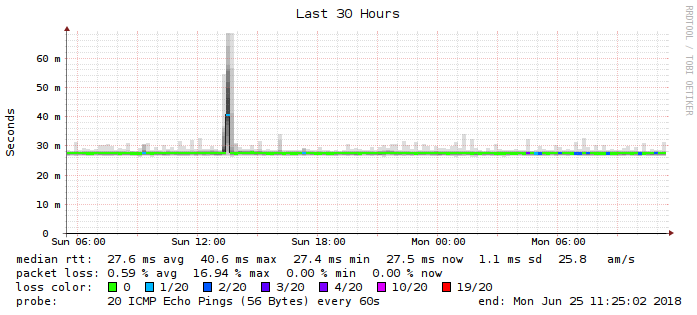 Last 30 Hours
RRDTOOL / TOBI OETIKER
Seconds
60 m
50 m
40 m
30 m
20 m
10 m
0
Sun 06:00 Sun 12:00 Sun 18:00 Mon 00:00 Mon 06:00
median rtt: 27.6 ms avg 40.6 ms max 27.4 ms min 27.5 ms now 1.1 ms sd 25.8 am/s
packet loss: 0.59 % avg 16.94 % max 0.00 % min 0.00 % now
loss color: 0 1/20 2/20 3/20 4/20 10/20 19/20
probe: 20 ICMP Echo Pings (56 Bytes) every 60s end: Mon Jun 25 11:25:02 2018